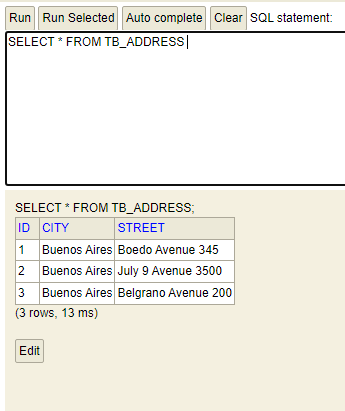 Run Run Selected Auto complete Clear SQL statement:
SELECT * FROM TB_ADDRESS
SELECT * FROM TB_ADDRESS;
ID CITY STREET
1 Buenos Aires Boedo Avenue 345
2 Buenos Aires July 9 Avenue 3500
3 Buenos Aires Belgrano Avenue 200
(3 rows, 13 ms)
Edit